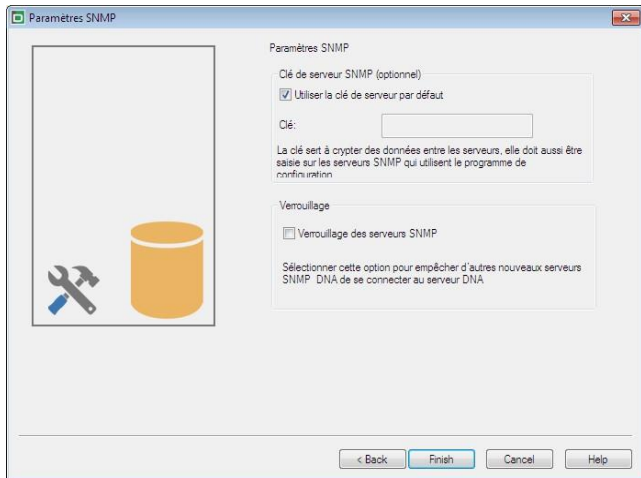 Paramètres SNMP
Paramètres SNMP
Clé de serveur SNMP (optionnel)
Utiliser la clé de serveur par défaut
Clé:
La clé sert à crypter des données entre les serveurs, elle doit aussi être
saisie sur les serveurs SNMP qui utilisent le programme de
configuration
Verrouillage
Verrouillage des serveurs SNMP
Sélectionner cette option pour empêcher d'autres nouveaux serveurs
SNMP DNA de se connecter au serveur DNA
< Back Finish Cancel Help